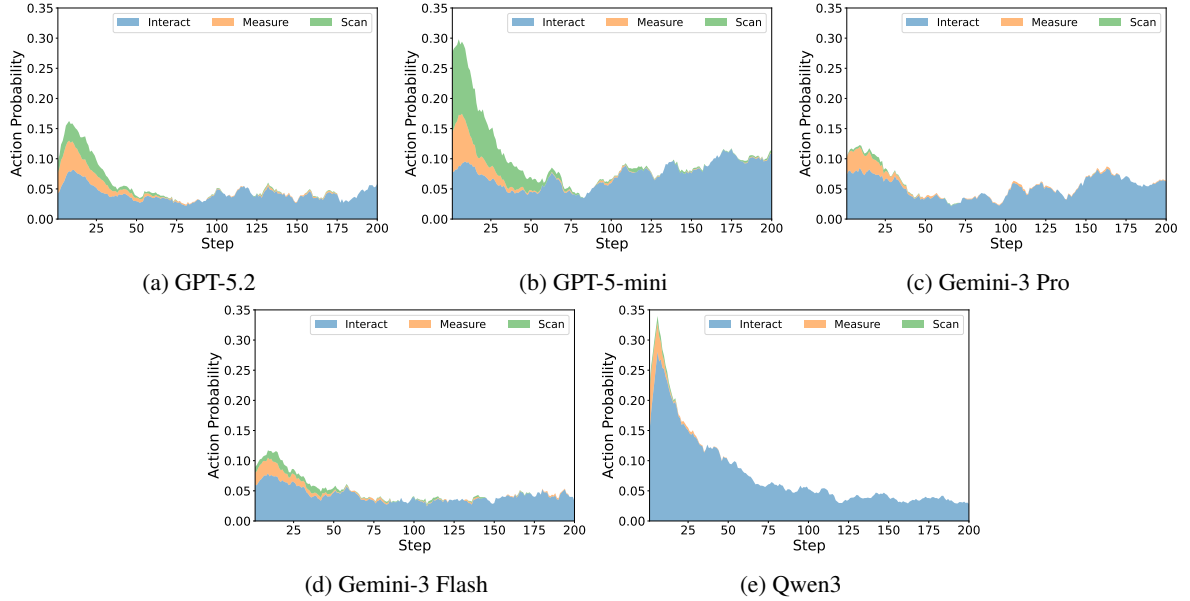 0.35
0.30
0.25
0.20
0.15
0.10
0.05
0.00
Action Probability
Interact Measure Scan
25 50 75 100 125 150 175 200
Step
(a) GPT-5.2
0.35
0.30
0.25
0.20
0.15
0.10
0.05
0.00
Action Probability
Interact Measure Scan
25 50 75 100 125 150 175 200
Step
(b) GPT-5-mini
0.35
0.30
0.25
0.20
0.15
0.10
0.05
0.00
Action Probability
Interact Measure Scan
25 50 75 100 125 150 175 200
Step
(c) Gemini-3 Pro
0.35
0.30
0.25
0.20
0.15
0.10
0.05
0.00
Action Probability
Interact Measure Scan
25 50 75 100 125 150 175 200
Step
(d) Gemini-3 Flash
0.35
0.30
0.25
0.20
0.15
0.10
0.05
0.00
Action Probability
Interact Measure Scan
25 50 75 100 125 150 175 200
Step
(e) Qwen3